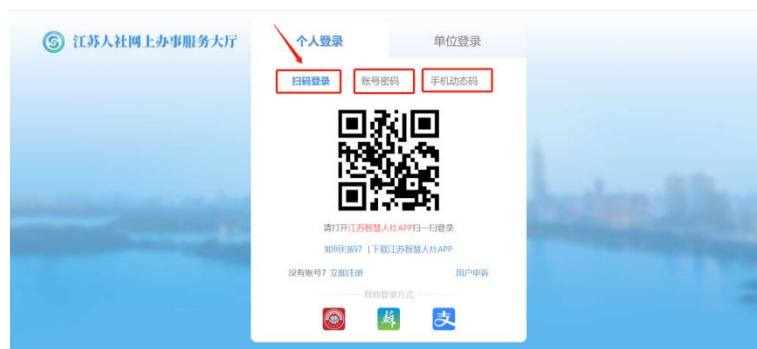 江苏人社网上办事服务大厅
个人登录 单位登录
扫码登录 账号密码 手机动态码
请打开江苏智慧人社APP扫一扫登录
如何扫码? | 下载江苏智慧人社APP
没有账号? 立即注册 用户申诉
其他登录方式
苏
支